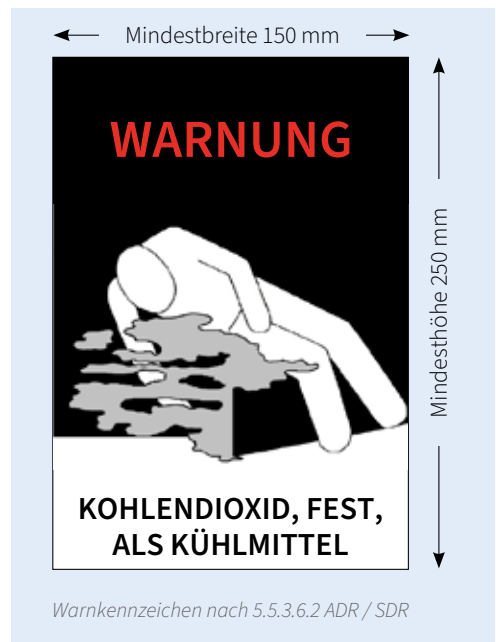 Mindestbreite 150 mm
WARNUNG
Mindesthöhe 250 mm
KOHLENDIOXID, FEST,
ALS KÜHLMITTEL
Warnkennzeichen nach 5.5.3.6.2 ADR / SDR